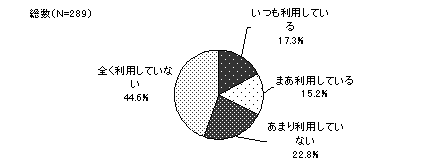 総数(N=289)
いつも利用してい
る
17.3%
まあ利用している
15.2%
あまり利用してい
ない
22.8%
全く利用していな
い
44.6%